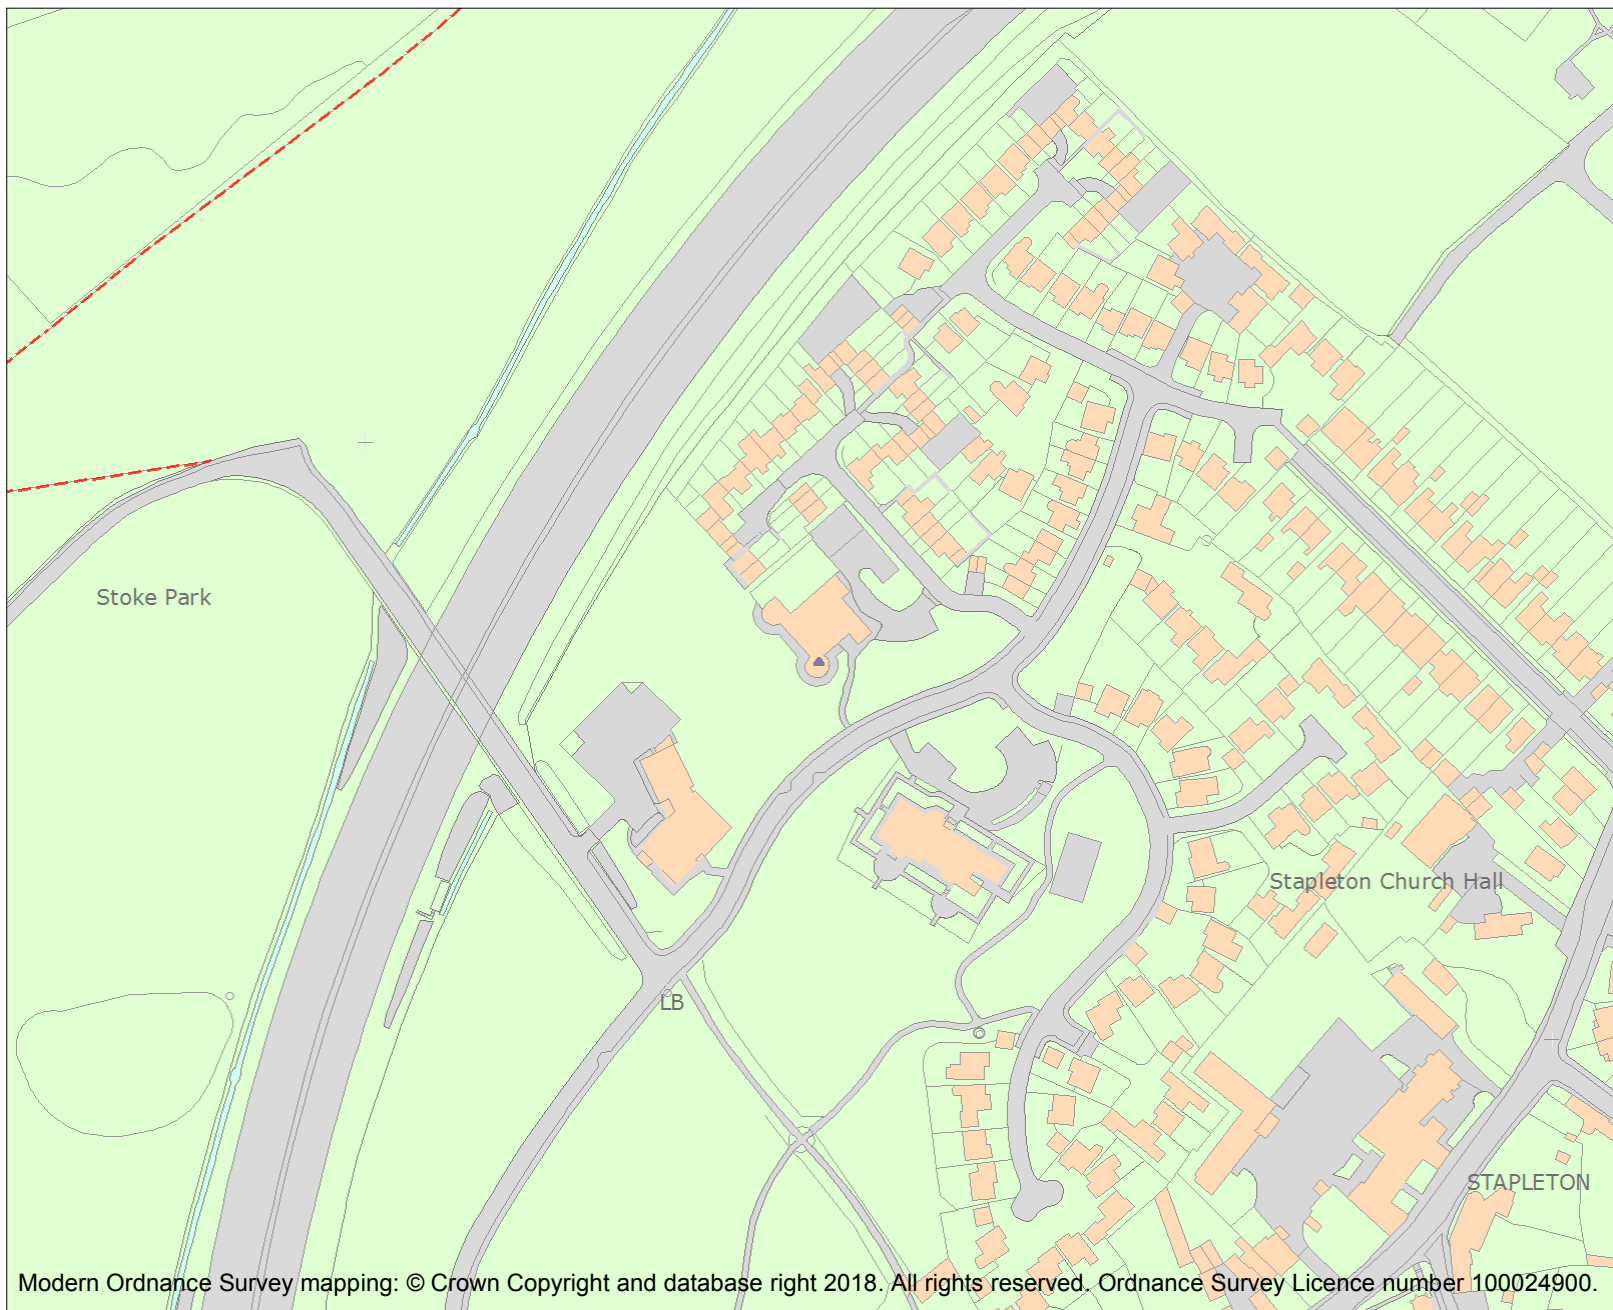 Stoke Park
Stapleton Church Hall
LB
STAPLETON
Modern Ordnance Survey mapping: © Crown Copyright and database right 2018. All rights reserved. Ordnance Survey Licence number 100024900.